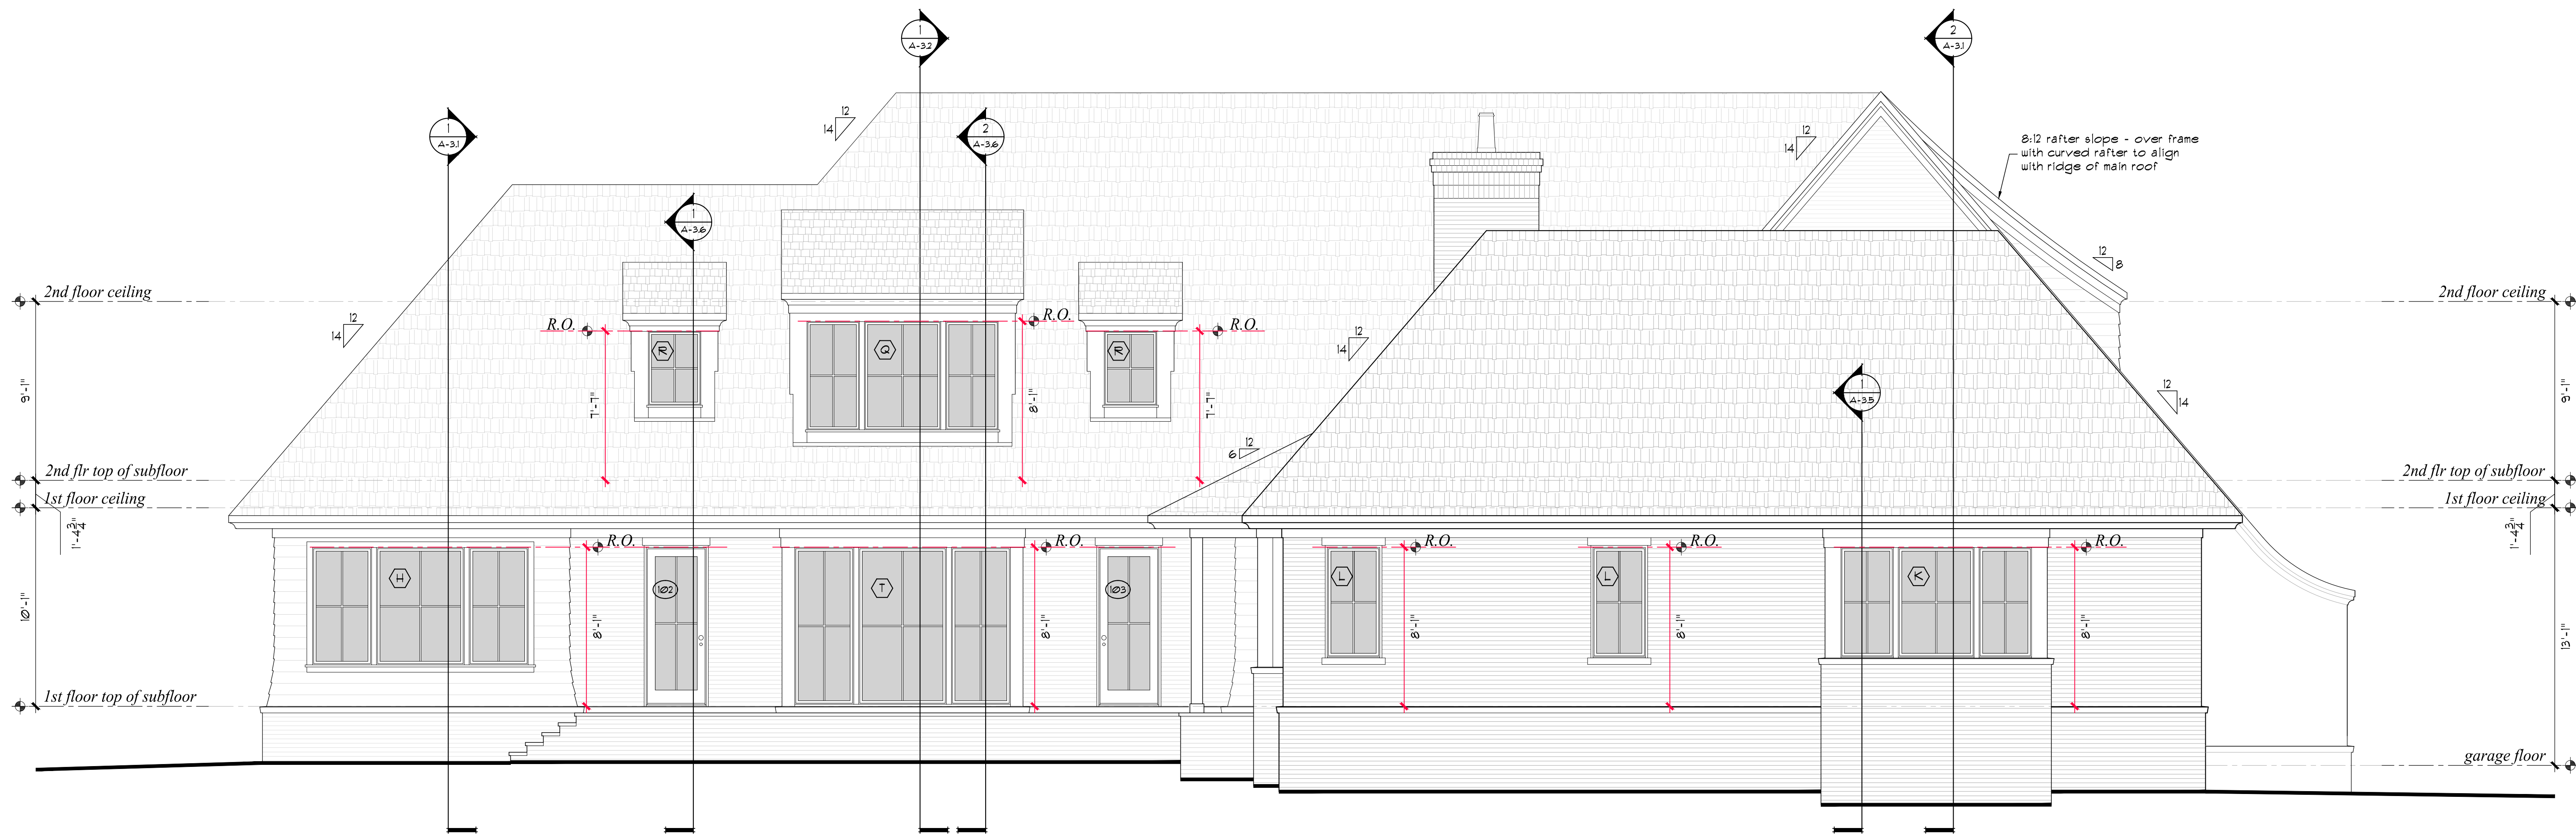 1
A-3.2
2
A-3.1
1
A-3.1
2
A-3.6
12
14
12
14
8:12 rafter slope - over frame
with curved rafter to align
with ridge of main roof
1
A-3.6
12
8
2nd floor ceiling
2nd floor ceiling
12
14
R.O.
R.O.
R.O.
12
14
R
Q
R
1
A-3.5
12
14
9'-1"
7'-7"
8'-1"
7'-7"
9'-1"
12
6
2nd flr top of subfloor
2nd flr top of subfloor
1st floor ceiling
1st floor ceiling
1'-4 3/4"
1'-4 3/4"
R.O.
R.O.
R.O.
R.O.
R.O.
H
102
T
103
L
L
K
10'-1"
8'-1"
8'-1"
8'-1"
8'-1"
8'-1"
13'-1"
1st floor top of subfloor
garage floor